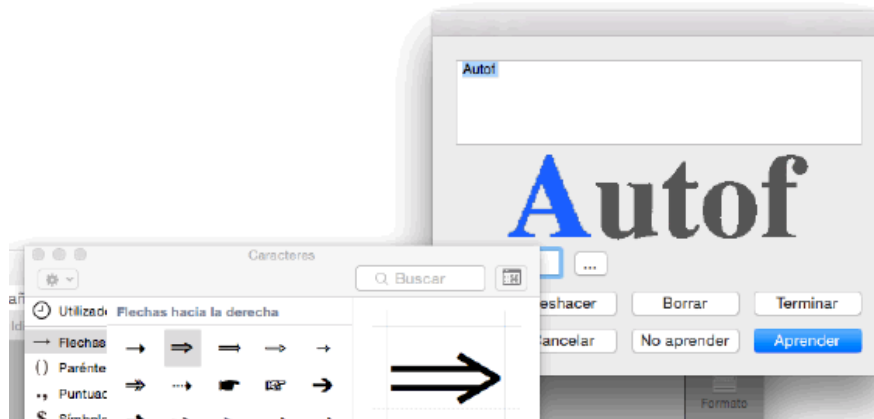 Autof
Autof
...
eshacer
Borrar
Terminar
ancelar
No aprender
Aprender
Caracteres
Buscar
Utilizado
Flechas hacia la derecha
Flechas
Parénte
Puntuac
Formato